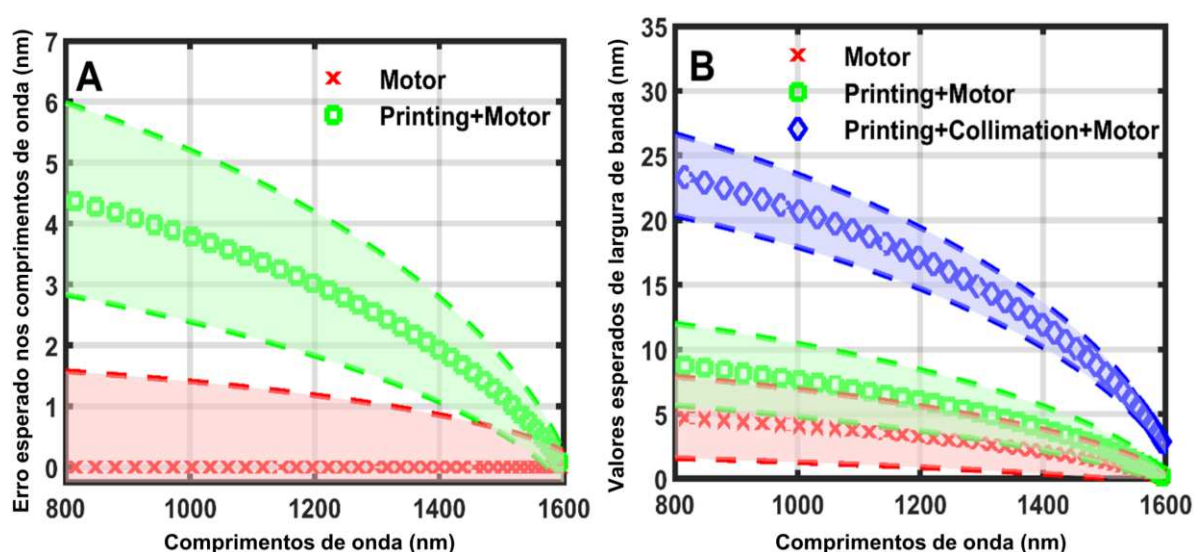 A
Motor
Printing+Motor
Erro esperado nos comprimentos de onda (nm)
7
6
5
4
3
2
1
0
800 1000 1200 1400 1600
Comprimentos de onda (nm)
B
Motor
Printing+Motor
Printing+Collimation+Motor
Valores esperados de largura de banda (nm)
35
30
25
20
15
10
5
0
800 1000 1200 1400 1600
Comprimentos de onda (nm)